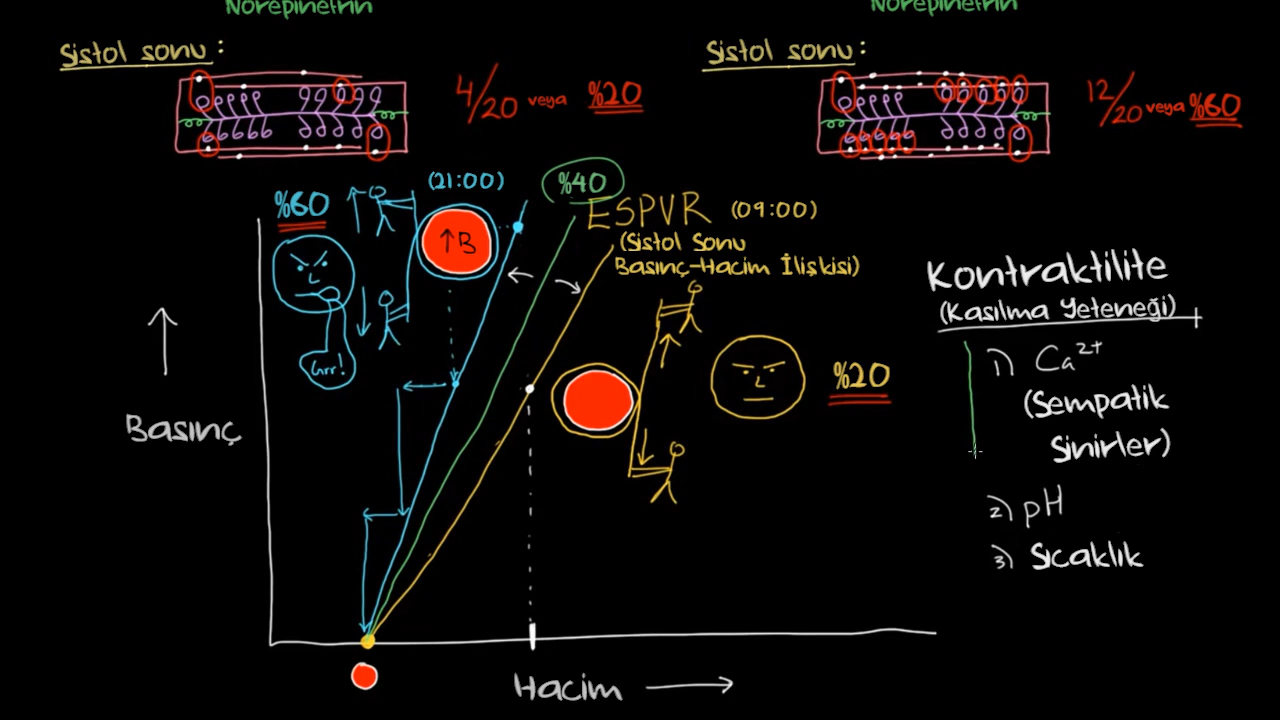 Norepinefrin
Norepinefrin
Sistol sonu:
4/20 veya %20
Sistol sonu:
12/20 veya %60
%60
(21:00)
%40
ESPVR (09:00)
(Sistol Sonu
Basınç-Hacim İlişkisi)
↑B
Grr!
%20
Kontraktilite
(Kasılma Yeteneği)
1) Ca²⁺
(Sempatik
Sinirler)
2) pH
3) Sıcaklık
Basınç
Hacim